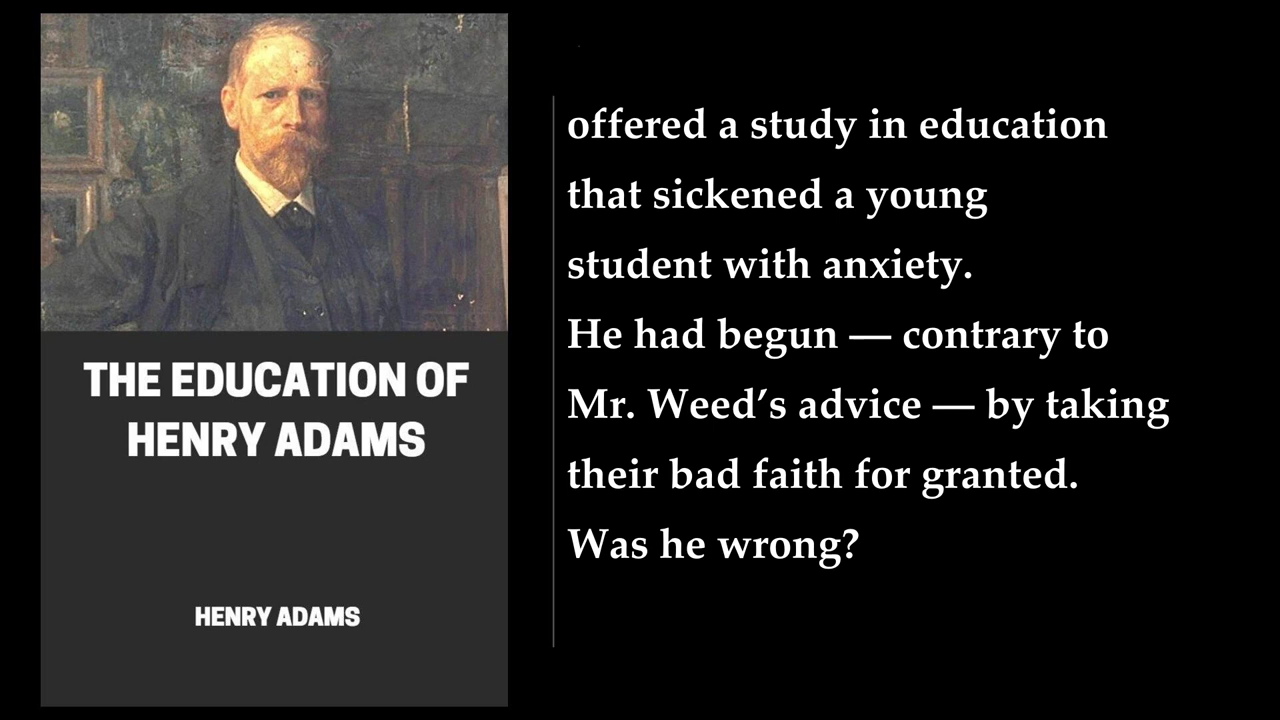 THE EDUCATION OF
HENRY ADAMS
HENRY ADAMS
offered a study in education
that sickened a young
student with anxiety.
He had begun — contrary to
Mr. Weed’s advice — by taking
their bad faith for granted.
Was he wrong?